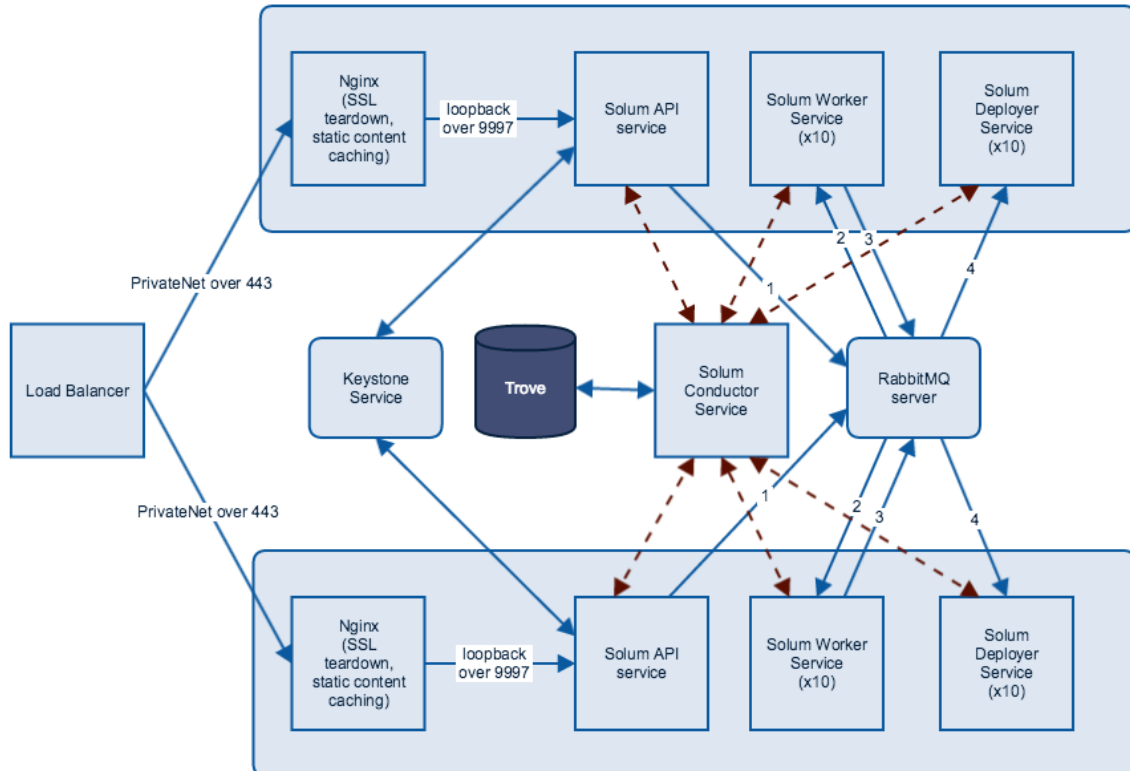 Nginx
(SSL
teardown,
static content
caching)
loopback
over 9997
Solum API
service
Solum Worker
Service
(x10)
Solum
Deployer
Service
(x10)
2
3
4
1
PrivateNet over 443
Load Balancer
Keystone
Service
Trove
Solum
Conductor
Service
RabbitMQ
server
PrivateNet over 443
1
2
3
4
Nginx
(SSL
teardown,
static content
caching)
loopback
over 9997
Solum API
service
Solum Worker
Service
(x10)
Solum
Deployer
Service
(x10)